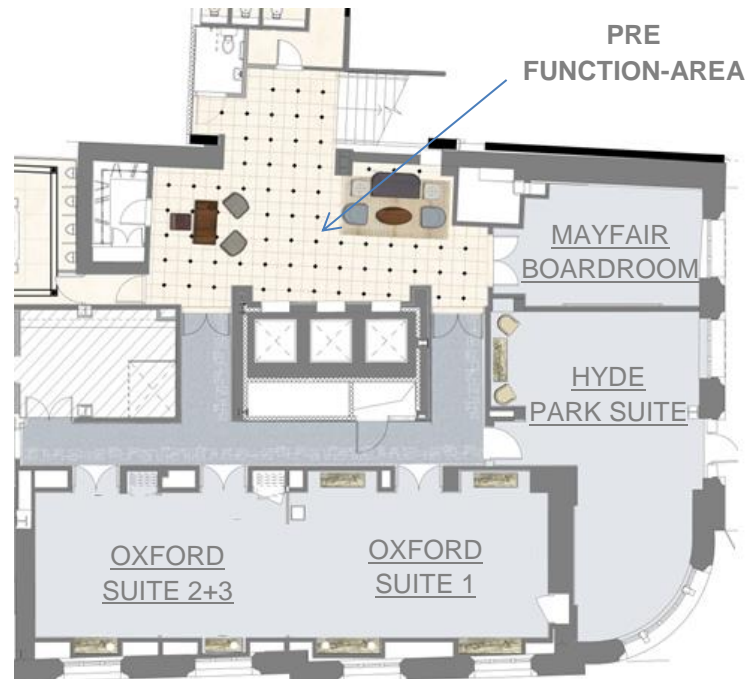 PRE
FUNCTION-AREA
MAYFAIR
BOARDROOM
HYDE
PARK SUITE
OXFORD
SUITE 2+3
OXFORD
SUITE 1